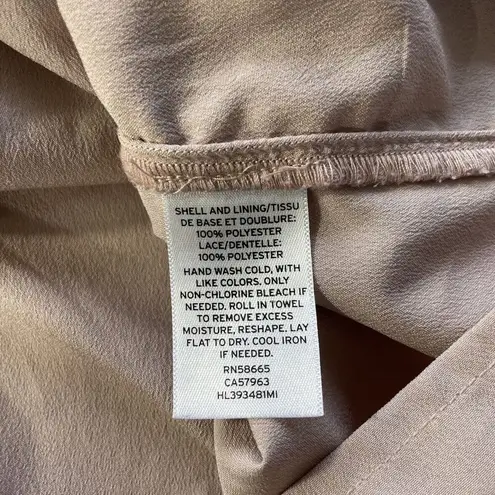 SHELL AND LINING/TISSU
DE BASE ET DOUBLURE:
100% POLYESTER
LACE/DENTELLE:
100% POLYESTER
HAND WASH COLD, WITH
LIKE COLORS. ONLY
NON-CHLORINE BLEACH IF
NEEDED. ROLL IN TOWEL
TO REMOVE EXCESS
MOISTURE, RESHAPE. LAY
FLAT TO DRY. COOL IRON
IF NEEDED.
RN58665
CA57963
HL393481MI